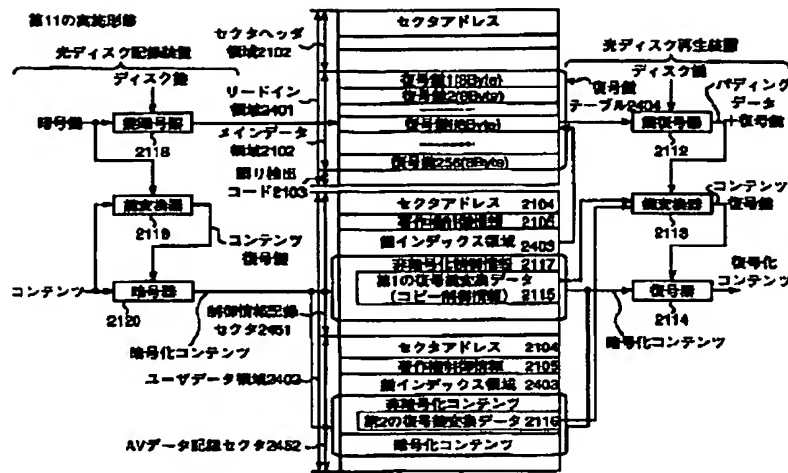 第11の実施形態
光ディスク記録装置
ディスク鍵
暗号鍵
鍵暗号器
2118
鍵変換器
2119
コンテンツ
復号鍵
コンテンツ
暗号器
2120
暗号化コンテンツ
セクタヘッダ
領域2102
リードイン
領域2401
メインデータ
領域2102
誤り検出
コード2103
制御情報記録
セクタ2451
ユーザデータ領域2402
AVデータ記録セクタ2452
セクタアドレス
復号鍵1(8Byte)
復号鍵2(8Byte)
復号鍵i(8Byte)
復号鍵256(8Byte)
セクタアドレス 2104
著作権制御情報 2105
鍵インデックス領域 2403
非暗号化制御情報 2117
第1の復号鍵変換データ
(コピー制御情報) 2115
セクタアドレス 2104
著作権制御情報 2105
鍵インデックス領域 2403
非暗号化コンテンツ
第2の復号鍵変換データ 2116
暗号化コンテンツ
光ディスク再生装置
ディスク鍵
復号鍵
テーブル2404
パディング
データ
+復号鍵
鍵復号器
2112
鍵変換器
2113
コンテンツ
復号鍵
復号器
2114
復号化
コンテンツ
暗号化コンテンツ